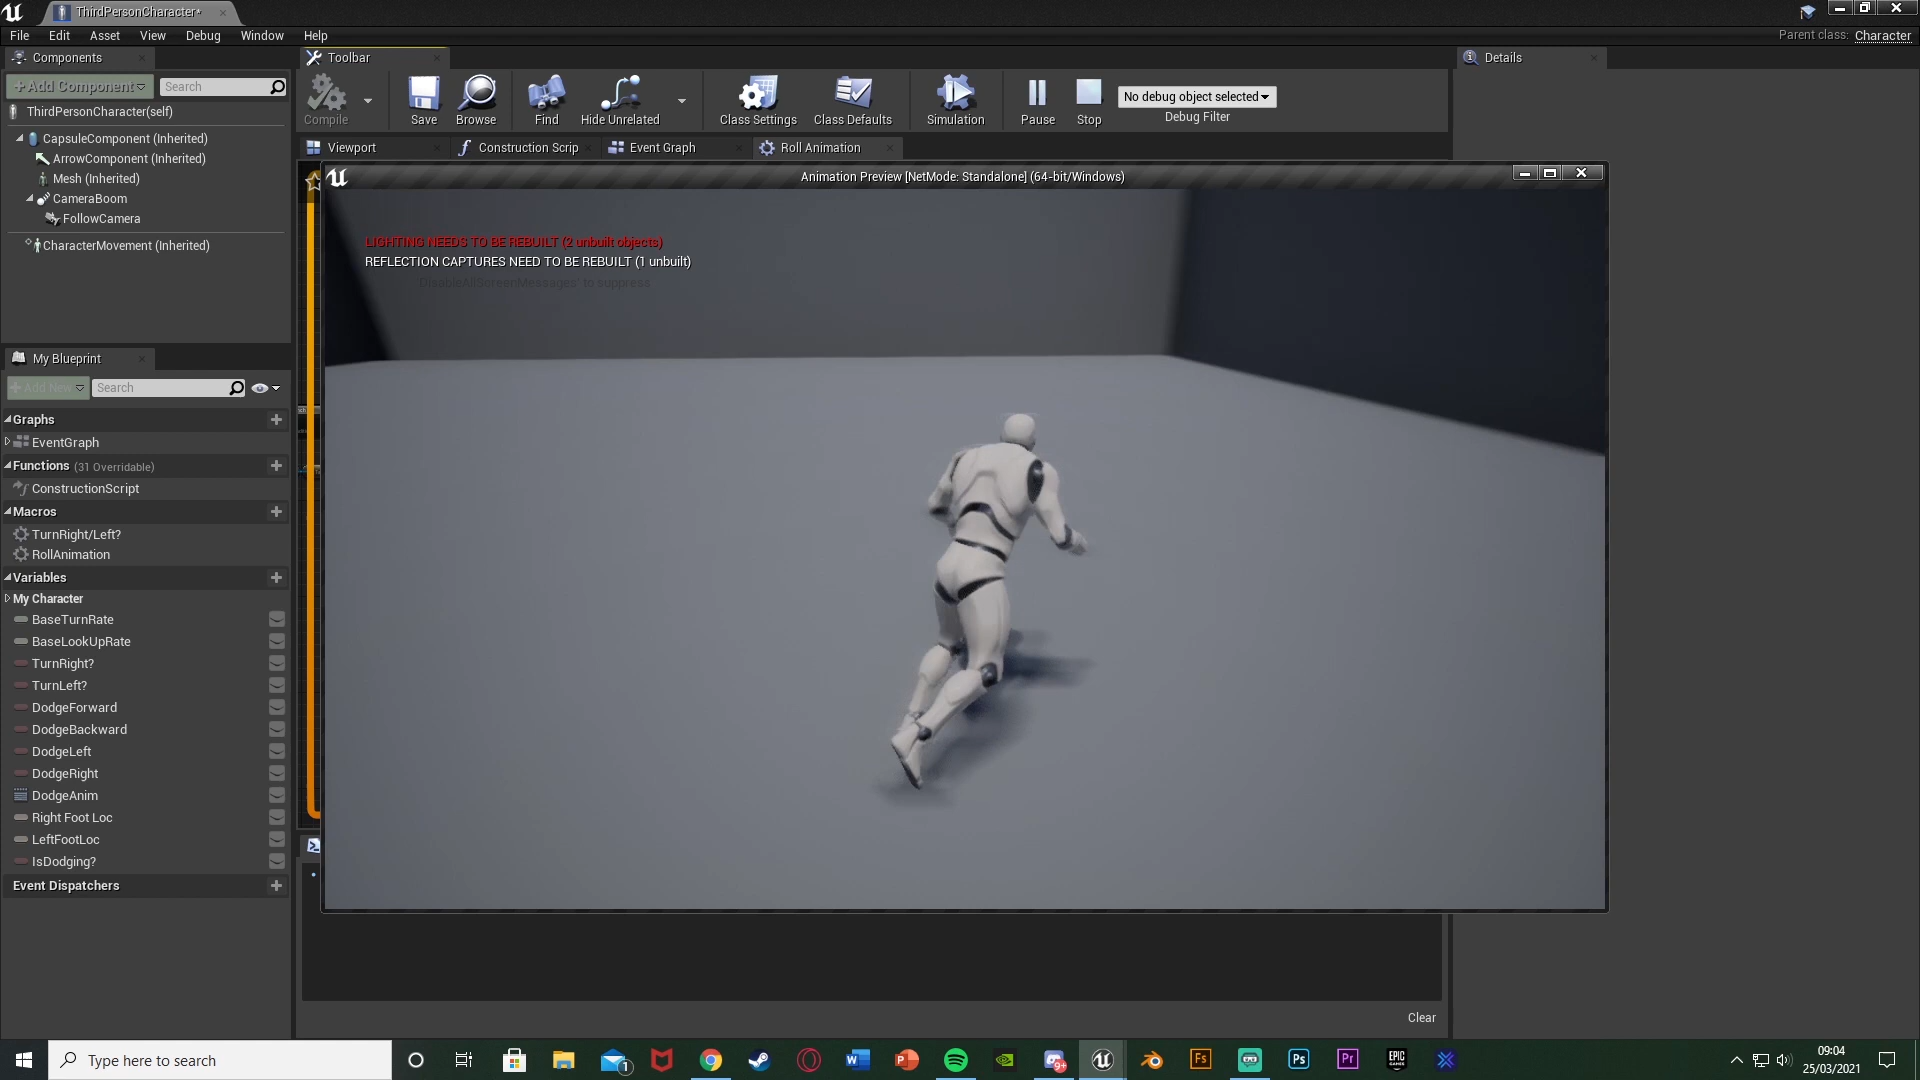 ThirdPersonCharacter*
File Edit Asset View Debug Window Help
Parent class: Character
Components
Toolbar
Details
+Add Component
Search
ThirdPersonCharacter(self)
CapsuleComponent (Inherited)
ArrowComponent (Inherited)
Mesh (Inherited)
CameraBoom
FollowCamera
CharacterMovement (Inherited)
Compile
Save
Browse
Find
Hide Unrelated
Class Settings
Class Defaults
Simulation
Pause
Stop
No debug object selected
Debug Filter
Viewport
Construction Scrip
Event Graph
Roll Animation
Animation Preview [NetMode: Standalone] (64-bit/Windows)
LIGHTING NEEDS TO BE REBUILT (2 unbuilt objects)
REFLECTION CAPTURES NEED TO BE REBUILT (1 unbuilt)
'DisableAllScreenMessages' to suppress
My Blueprint
+ Add New
Search
Graphs
EventGraph
Functions (31 Overridable)
ConstructionScript
Macros
TurnRight/Left?
RollAnimation
Variables
My Character
BaseTurnRate
BaseLookUpRate
TurnRight?
TurnLeft?
DodgeForward
DodgeBackward
DodgeLeft
DodgeRight
DodgeAnim
Right Foot Loc
LeftFootLoc
IsDodging?
Event Dispatchers
Clear
Type here to search
09:04
25/03/2021